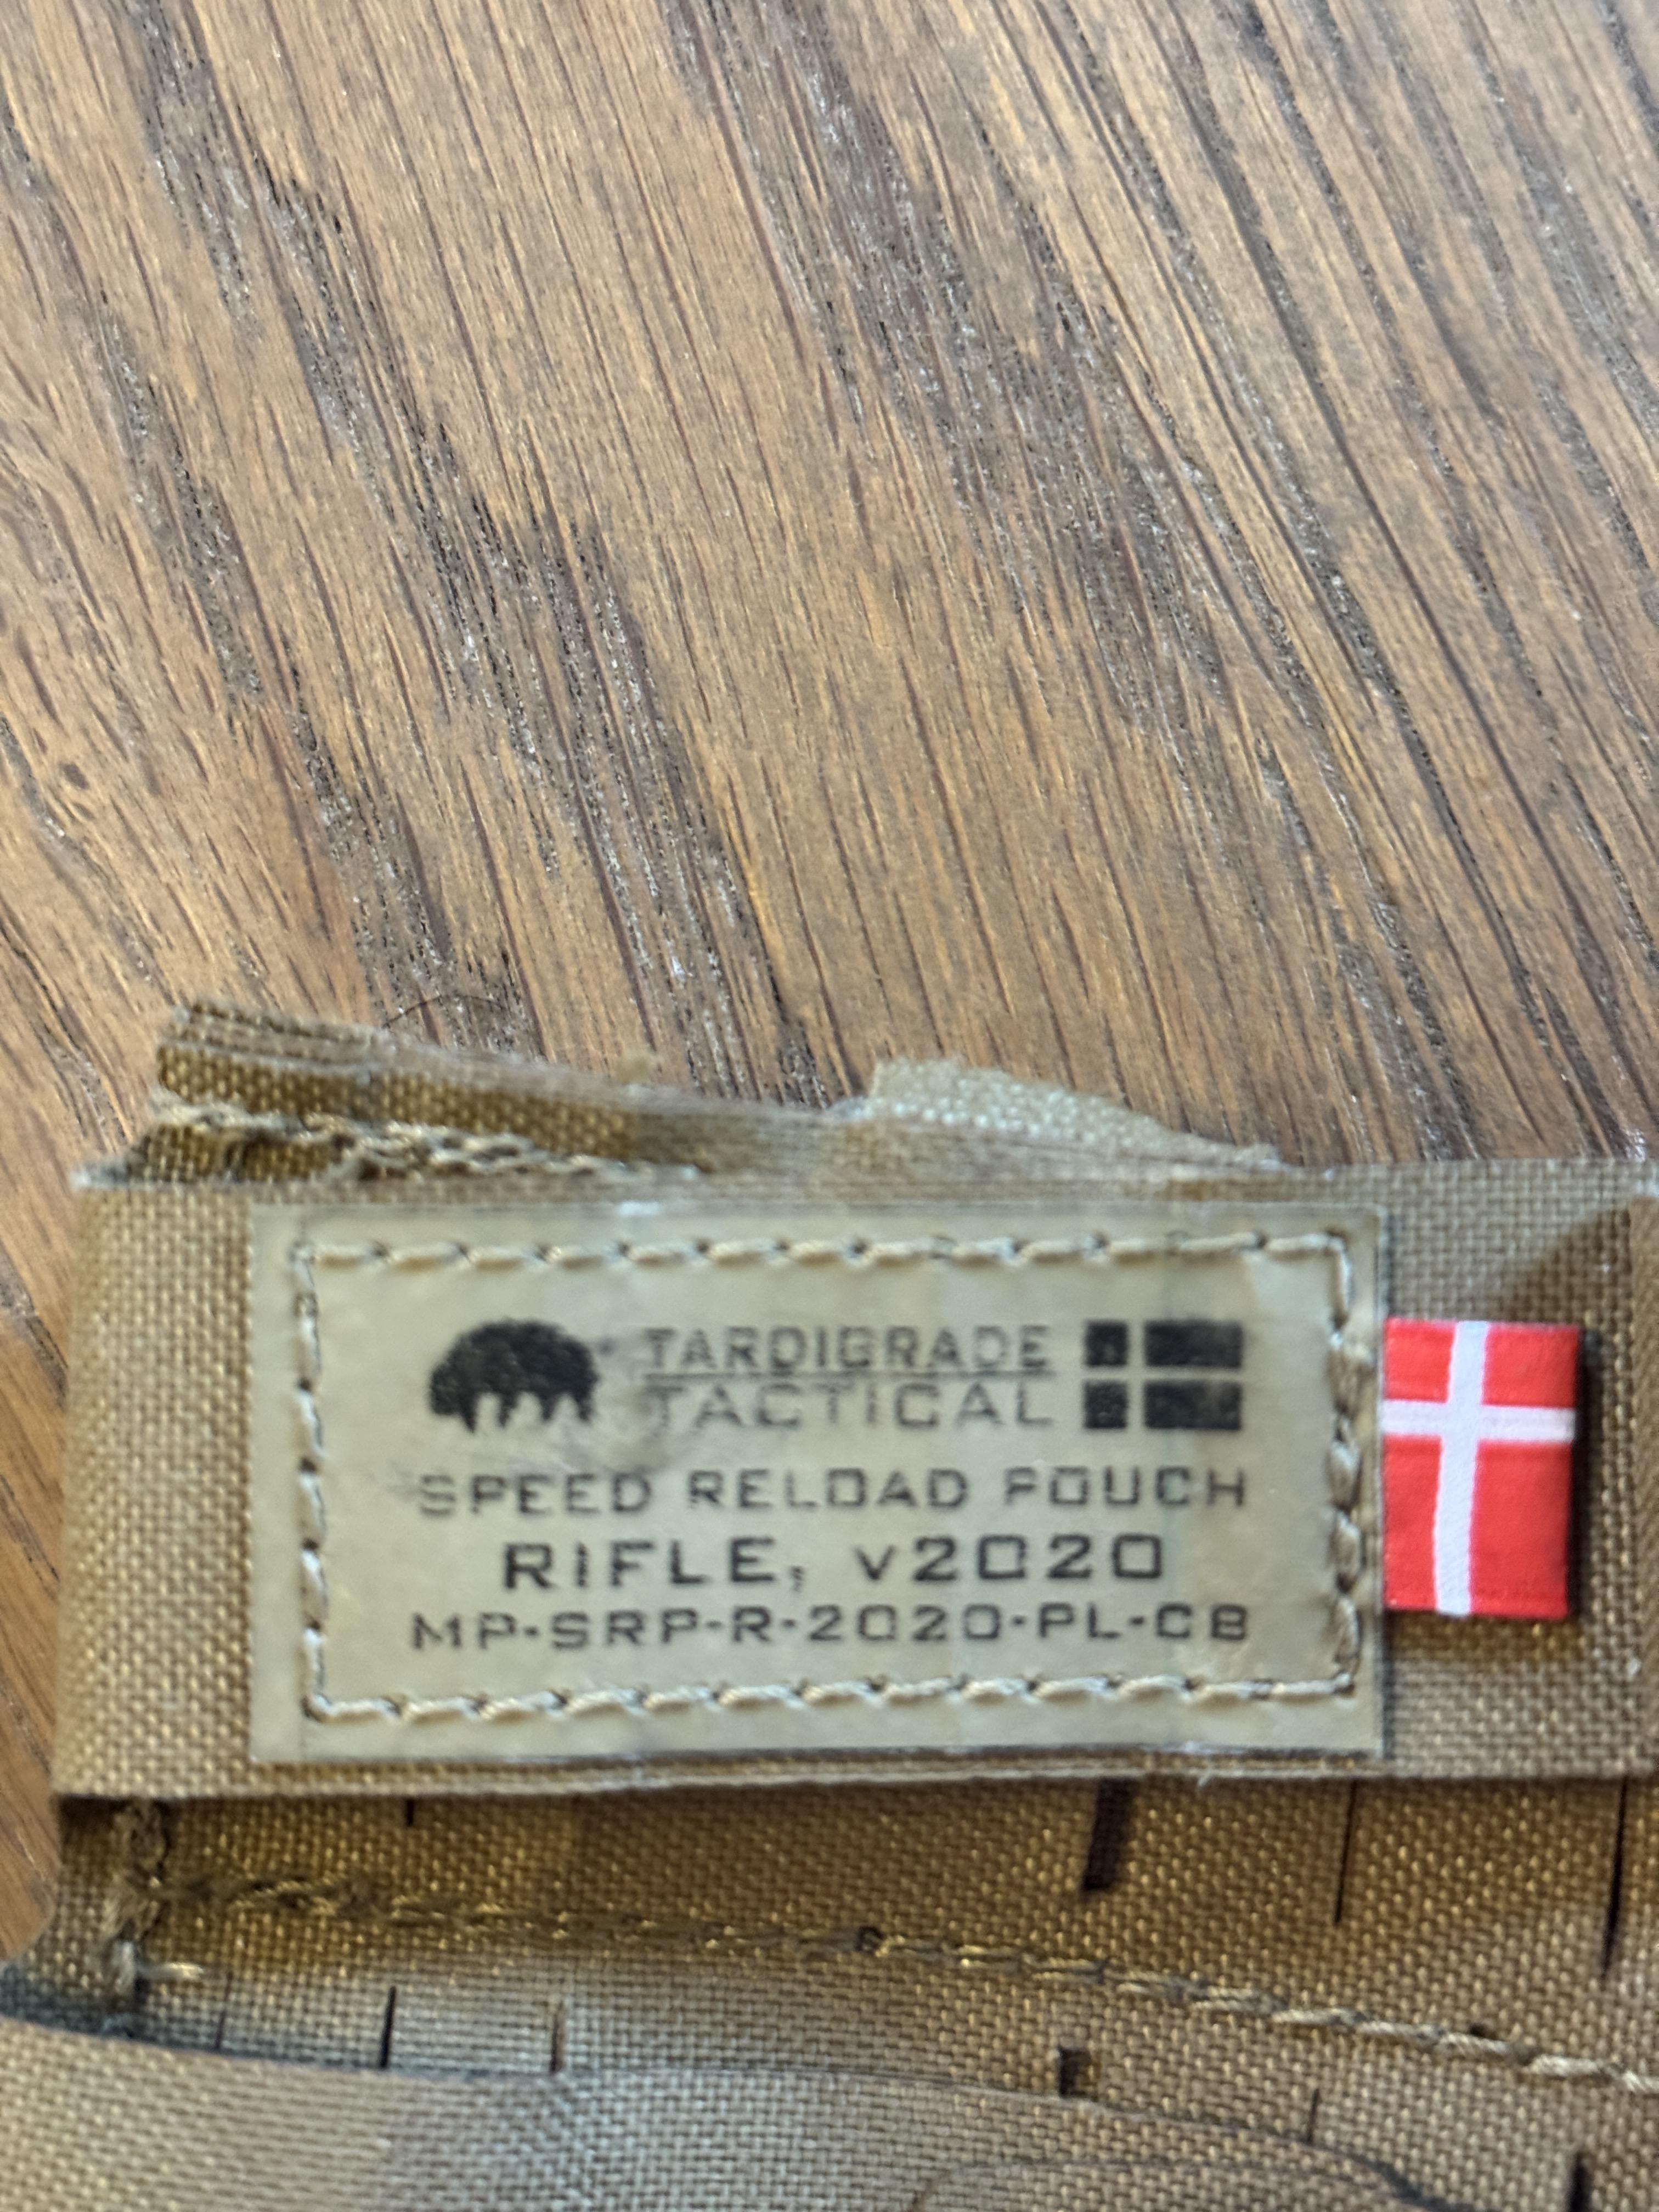 TARDIGRADE
TACTICAL
SPEED RELOAD POUCH
RIFLE, v2020
MP-SRP-R-2020-PL-CB